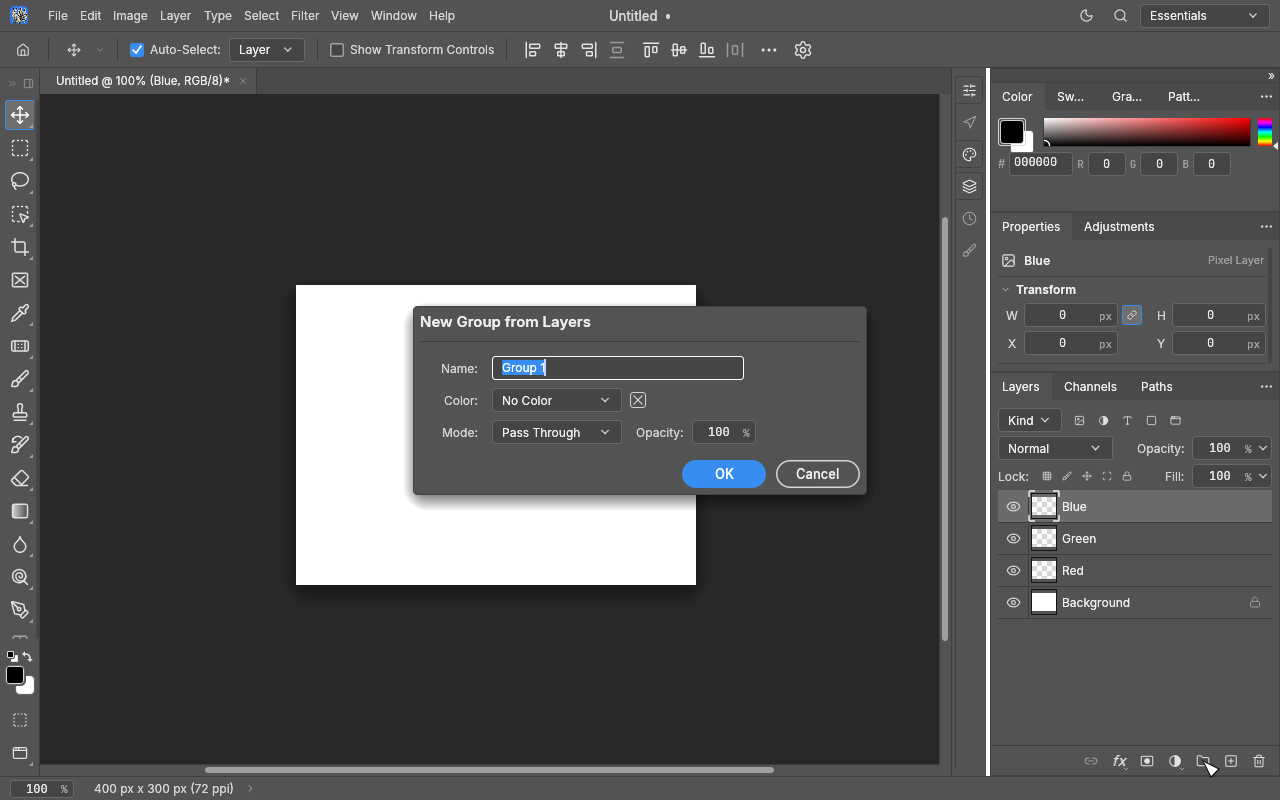 File Edit Image Layer Type Select Filter View Window Help Untitled • Essentials
Auto-Select: Layer Show Transform Controls
Untitled @ 100% (Blue, RGB/8)* ×
Color Sw... Gra... Patt...
# 000000 R 0 G 0 B 0
Properties Adjustments
Blue Pixel Layer
Transform
W 0 px H 0 px
X 0 px Y 0 px
New Group from Layers
Name: Group 1
Color: No Color
Mode: Pass Through Opacity: 100 %
OK Cancel
Layers Channels Paths
Kind
Normal Opacity: 100 %
Lock: Fill: 100 %
Blue
Green
Red
Background
fx
100 % 400 px x 300 px (72 ppi)